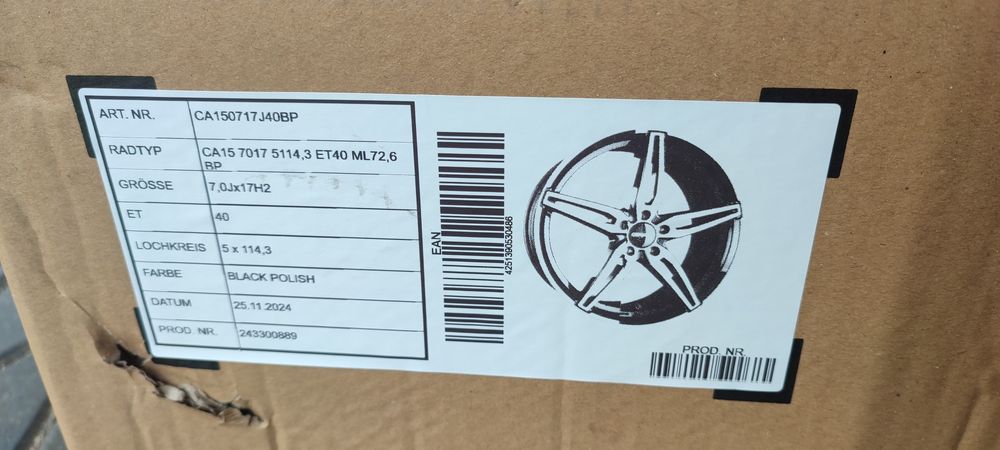 ART. NR. CA150717J40BP
RADTYP CA15 7017 5114,3 ET40 ML72,6
BP
GRÖSSE 7,0Jx17H2
ET 40
LOCHKREIS 5 x 114,3
FARBE BLACK POLISH
DATUM 25.11.2024
PROD. NR. 243300889
EAN
4251390530486
PROD. NR.